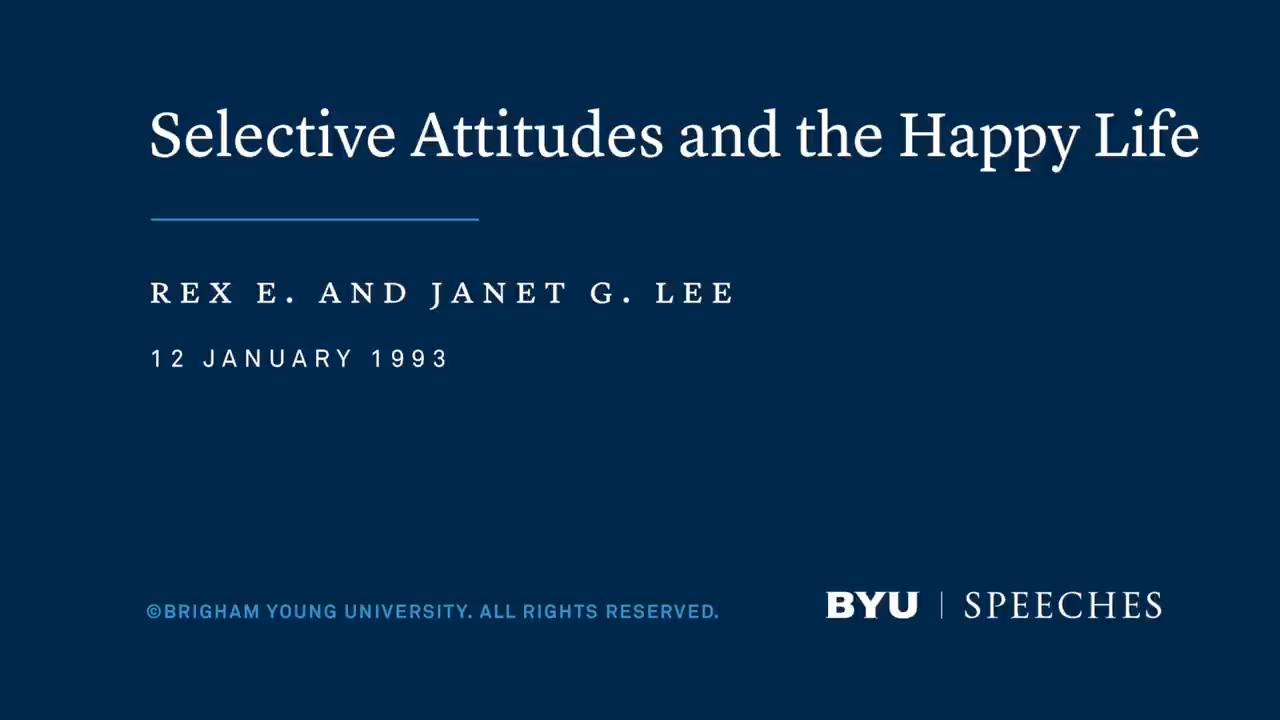 Selective Attitudes and the Happy Life
REX E. AND JANET G. LEE
12 JANUARY 1993
©BRIGHAM YOUNG UNIVERSITY. ALL RIGHTS RESERVED.
BYU | SPEECHES